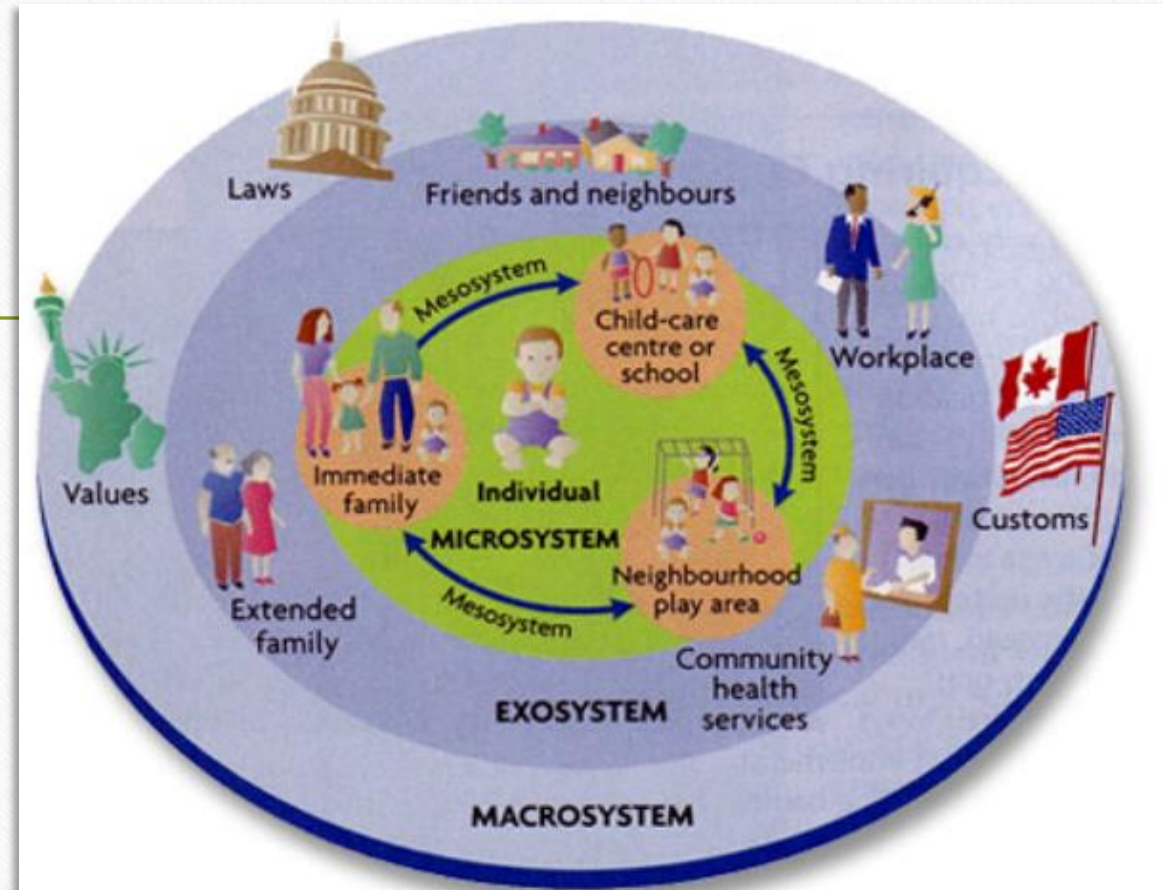 Laws
Friends and neighbours
Mesosystem
Child-care
centre or
school
Workplace
Mesosystem
Values
Immediate
family
Individual
MICROSYSTEM
Customs
Neighbourhood
play area
Mesosystem
Extended
family
Community
health
services
EXOSYSTEM
MACROSYSTEM